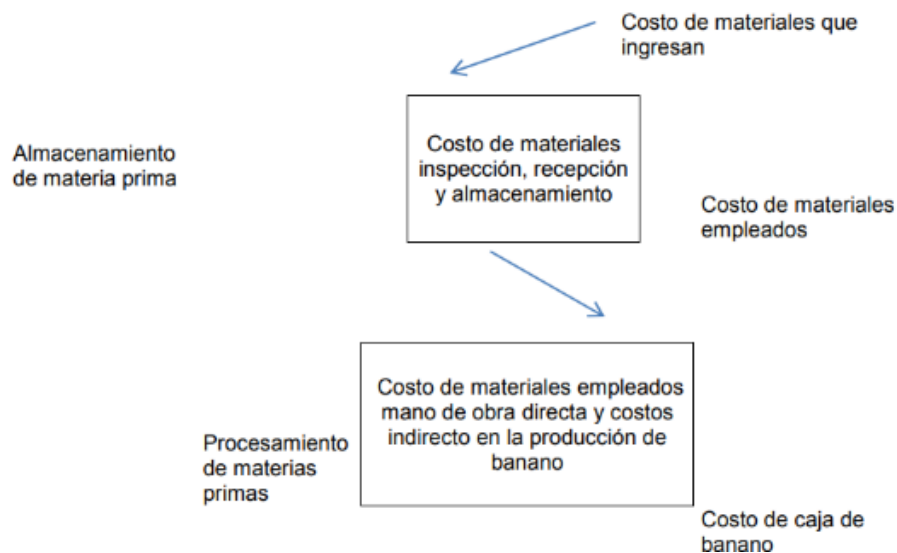 Costo de materiales que
ingresan
Almacenamiento
de materia prima
Costo de materiales
inspección, recepción
y almacenamiento
Costo de materiales
empleados
Costo de materiales empleados
mano de obra directa y costos
indirecto en la producción de
banano
Procesamiento
de materias
primas
Costo de caja de
banano